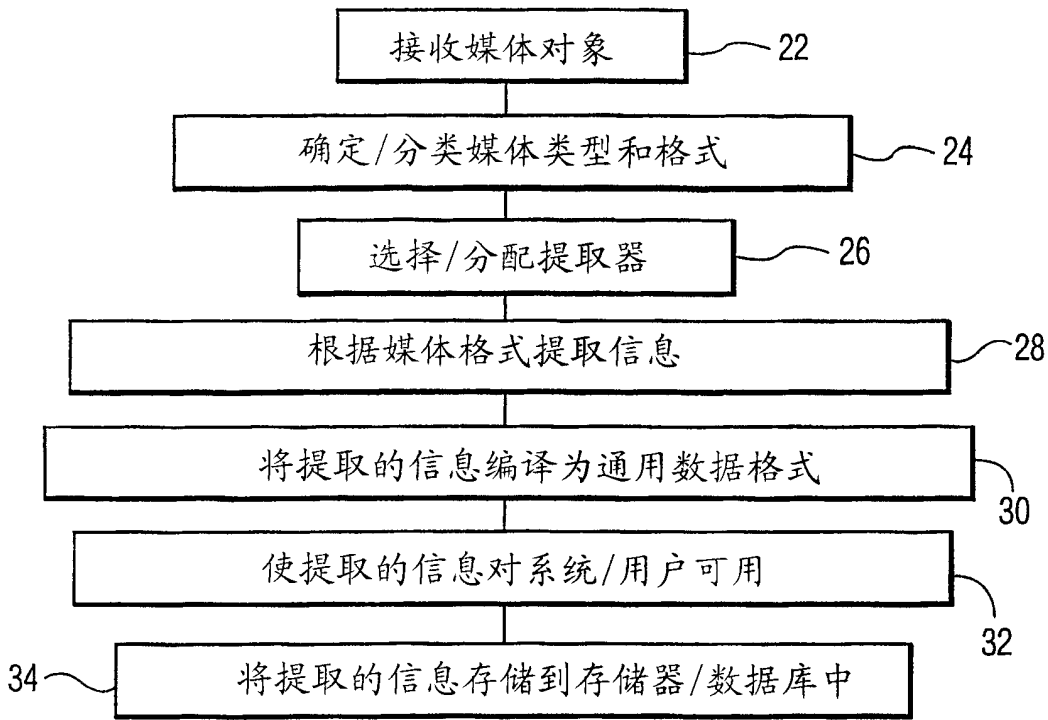 接收媒体对象
22
确定/分类媒体类型和格式
24
选择/分配提取器
26
根据媒体格式提取信息
28
将提取的信息编译为通用数据格式
30
使提取的信息对系统/用户可用
32
34
将提取的信息存储到存储器/数据库中